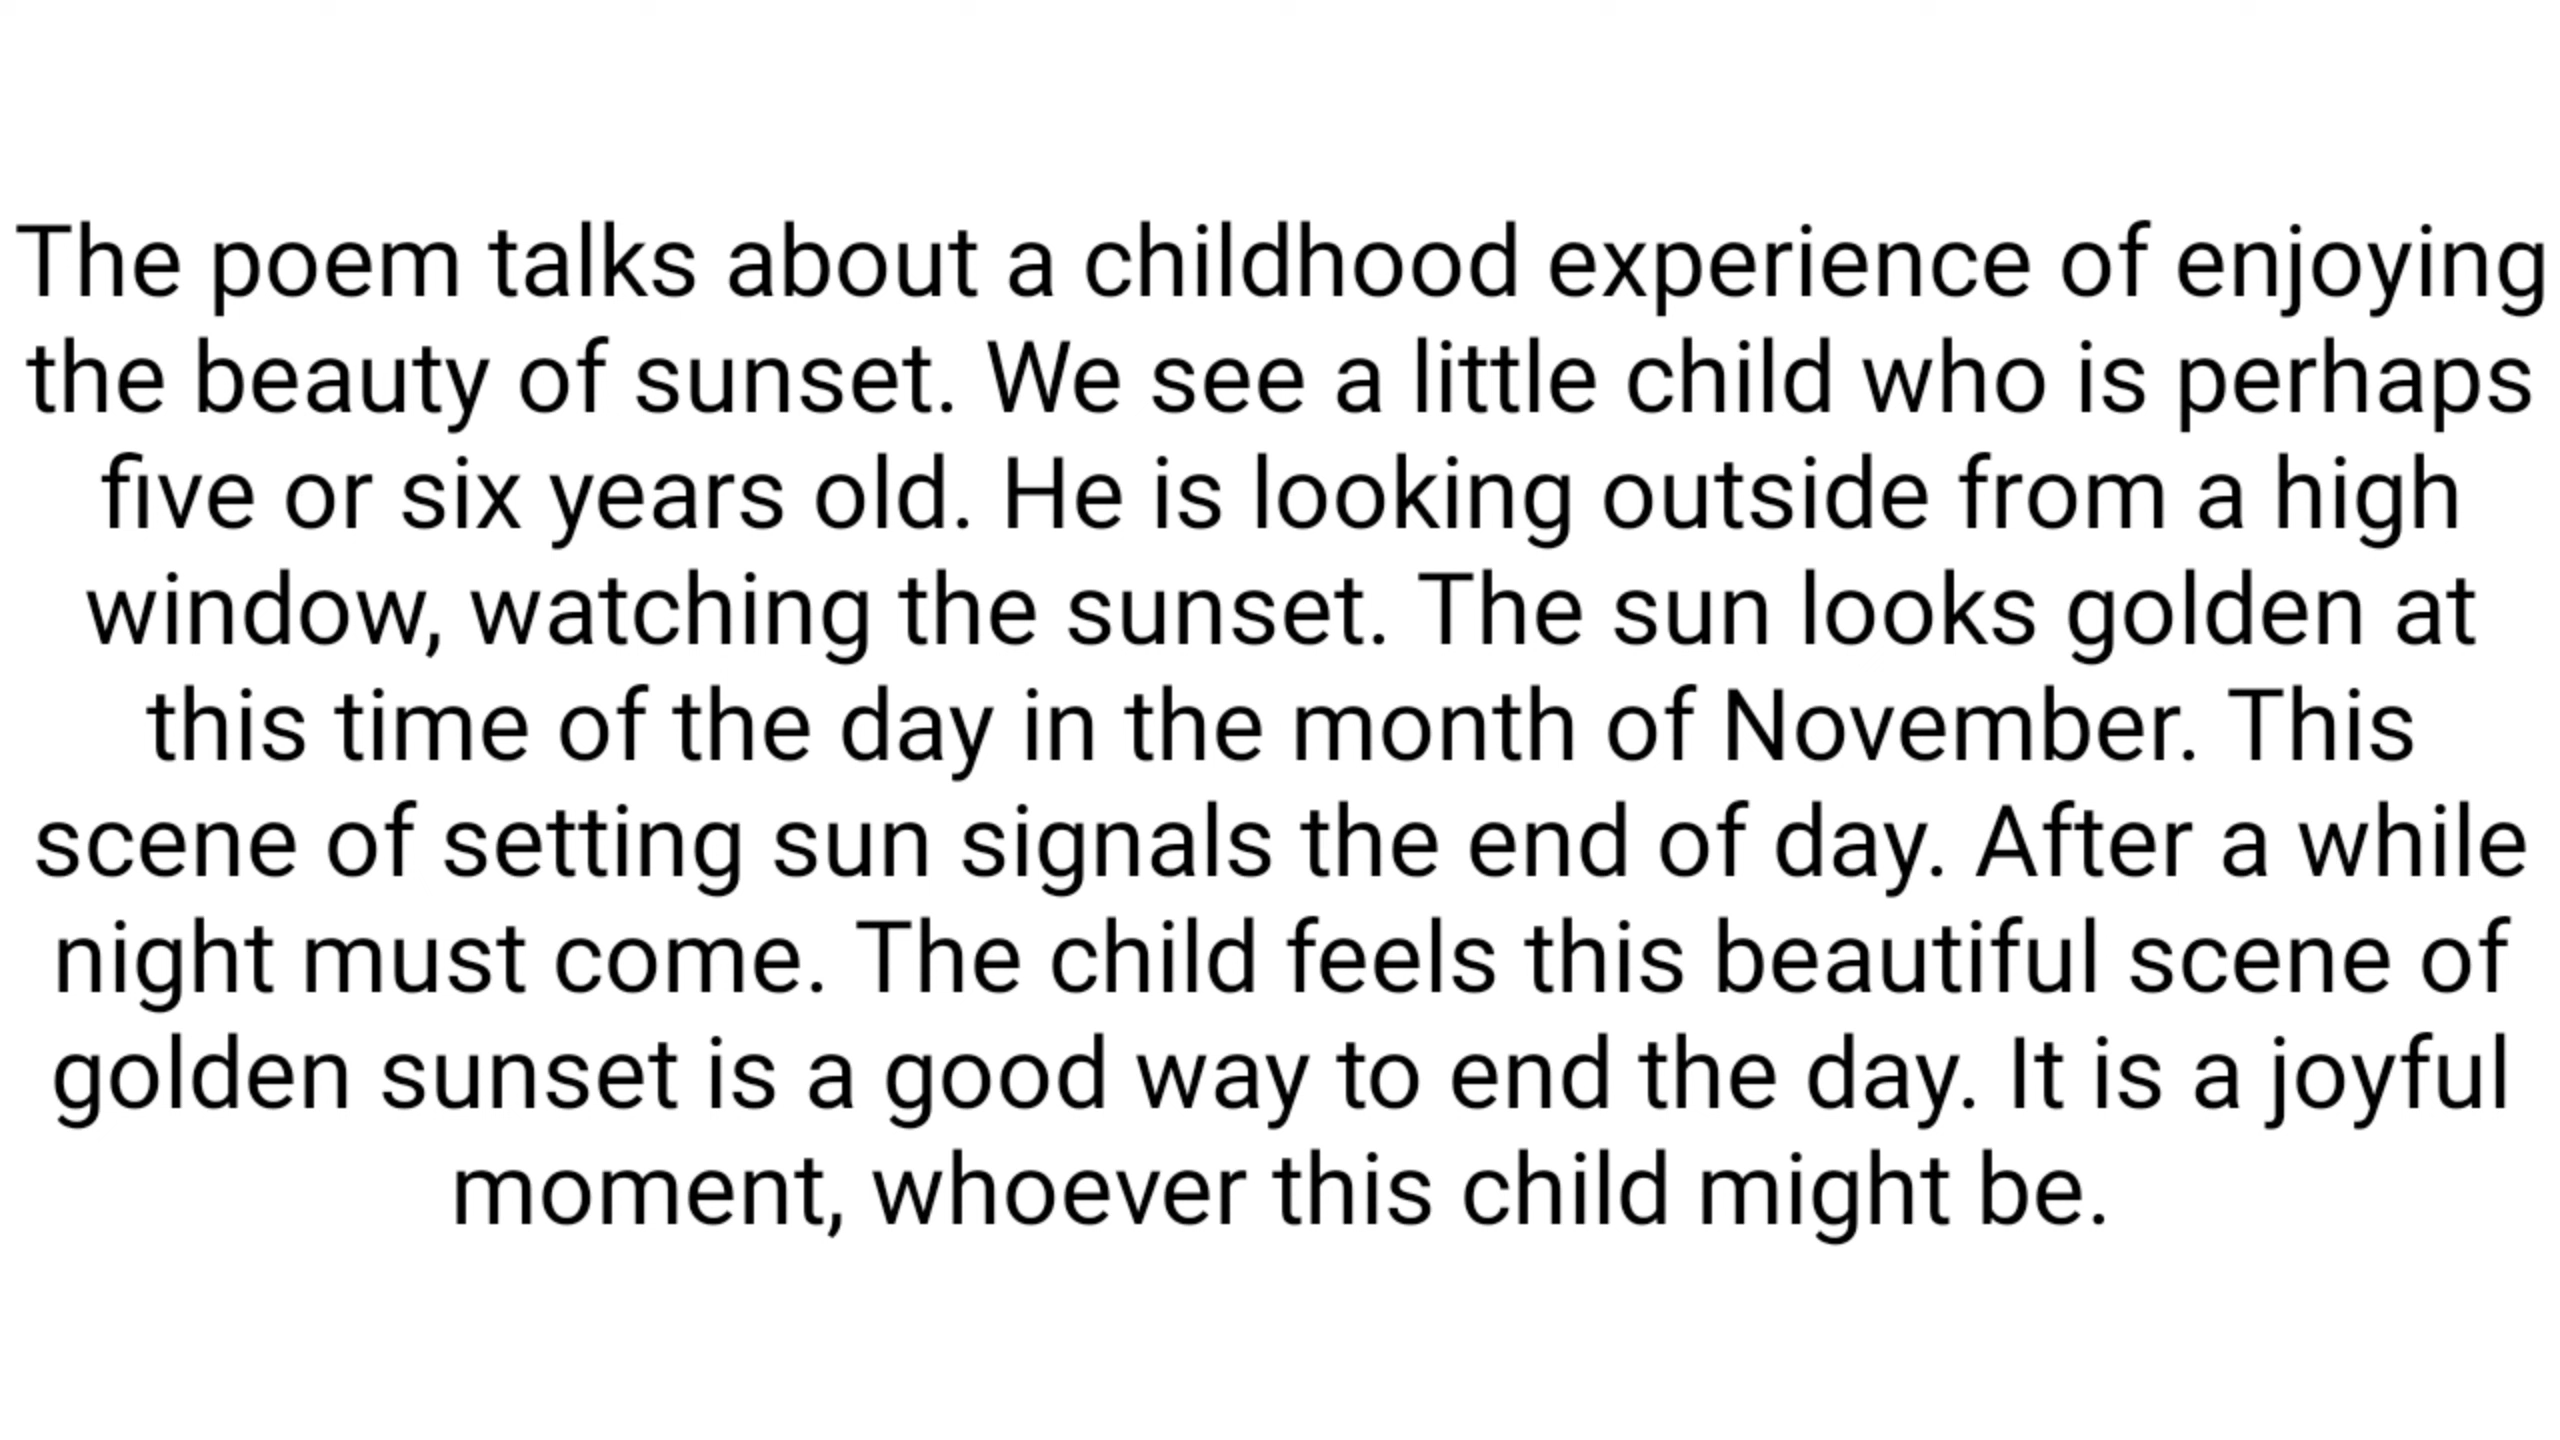 The poem talks about a childhood experience of enjoying
the beauty of sunset. We see a little child who is perhaps
five or six years old. He is looking outside from a high
window, watching the sunset. The sun looks golden at
this time of the day in the month of November. This
scene of setting sun signals the end of day. After a while
night must come. The child feels this beautiful scene of
golden sunset is a good way to end the day. It is a joyful
moment, whoever this child might be.